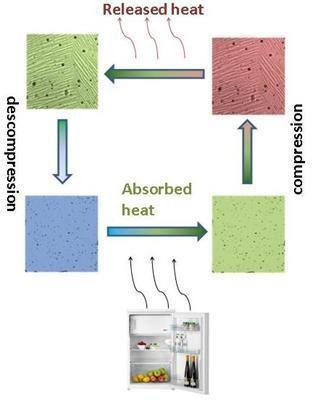 Released heat
descompression
compression
Absorbed
heat